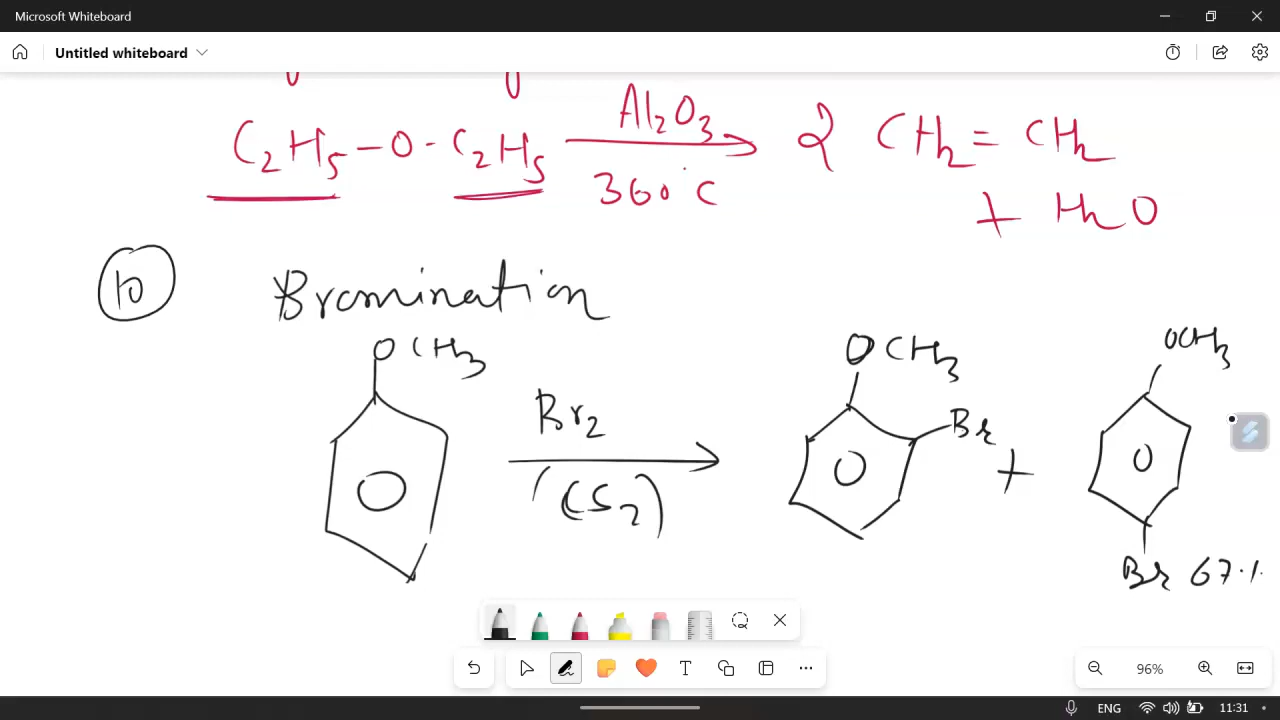 Microsoft Whiteboard
Untitled whiteboard
C2H5-O-C2H5 Al2O3 360°C 2 CH2=CH2
+ H2O
10 Bromination
OCH3 Br2 (CS2) OCH3 Br + OCH3
Br 67%
T
96%
ENG 11:31